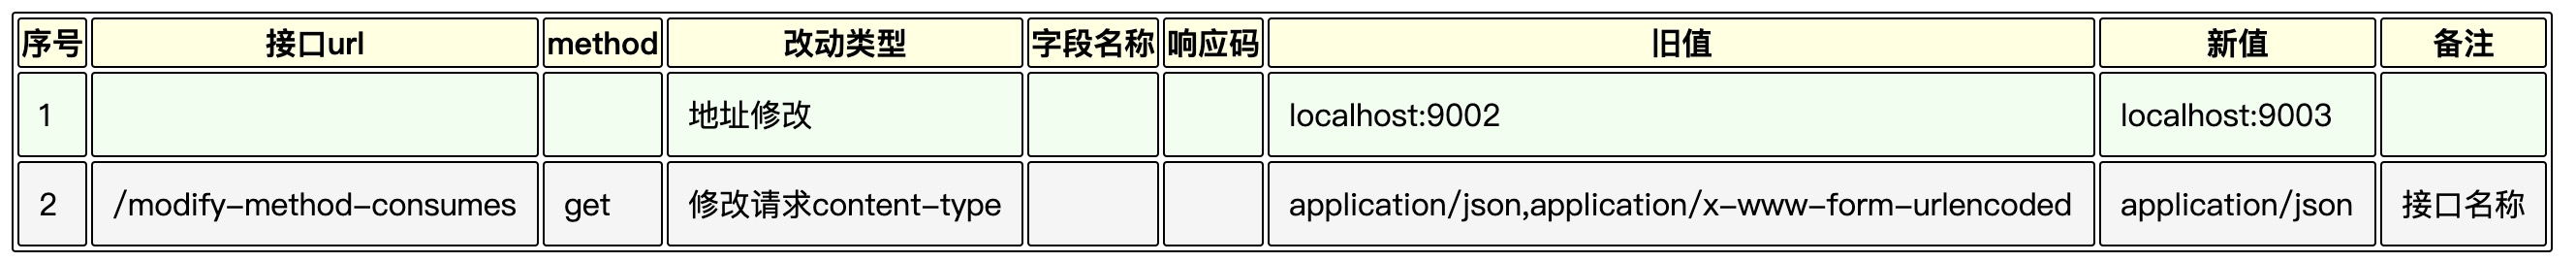 序号 接口url method 改动类型 字段名称 响应码 旧值 新值 备注
1 地址修改 localhost:9002 localhost:9003
2 /modify-method-consumes get 修改请求content-type application/json,application/x-www-form-urlencoded application/json 接口名称